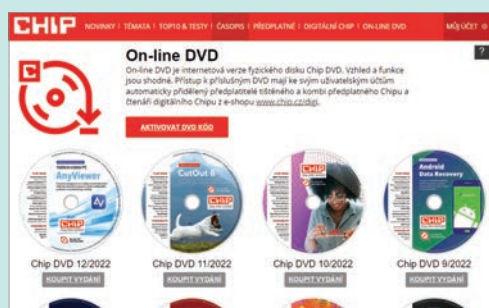 CHIP NOVINKY | TÉMATA | TOP10 & TESTY | ČASOPIS | PŘEDPLATNÉ | DIGITÁLNÍ CHIP | ON-LINE DVD MŮJ ÚČET
?
On-line DVD
On-line DVD je internetová verze fyzického disku Chip DVD. Vzhled a funkce
jsou shodné. Přístup k příslušným DVD mají ke svým uživatelským účtům
automaticky přidělený předplatitelé tištěného a kombi předplatného Chipu a
čtenáři digitálního Chipu z e-shopu www.chip.cz/digi.
AKTIVOVAT DVD KÓD
AnyViewer
CutOut 8
Android
Data Recovery
CHIP CHIP CHIP CHIP
Chip DVD 12/2022 Chip DVD 11/2022 Chip DVD 10/2022 Chip DVD 9/2022
KOUPIT VYDÁNÍ KOUPIT VYDÁNÍ KOUPIT VYDÁNÍ KOUPIT VYDÁNÍ